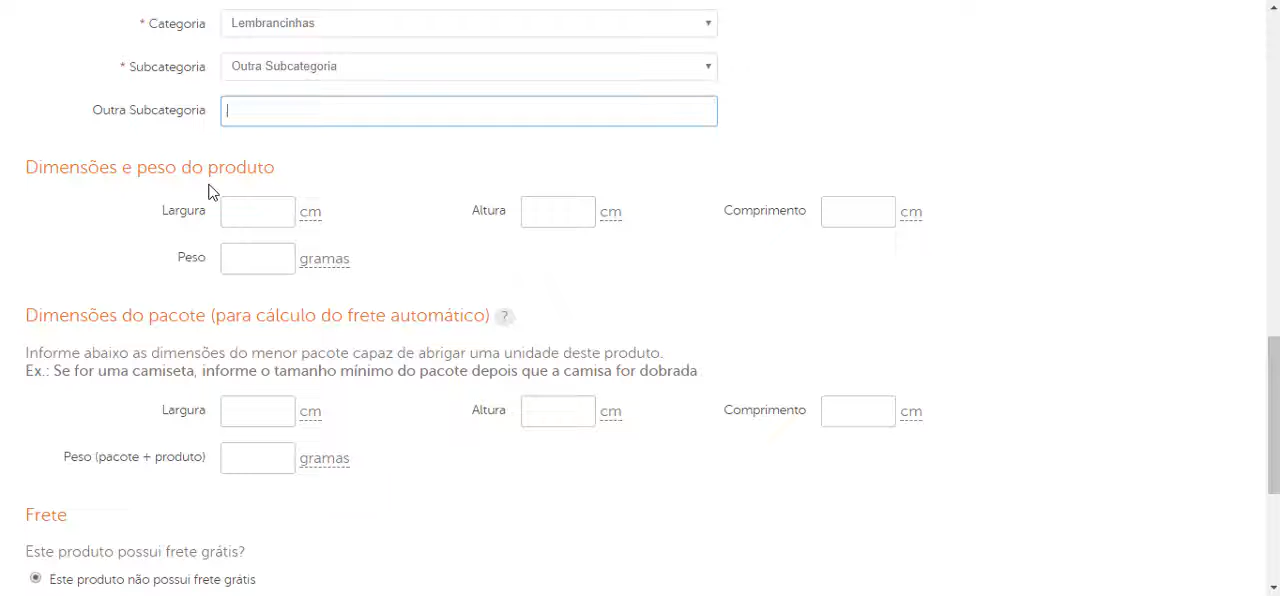 * Categoria Lembrancinhas
* Subcategoria Outra Subcategoria
Outra Subcategoria
Dimensões e peso do produto
Largura cm Altura cm Comprimento cm
Peso gramas
Dimensões do pacote (para cálculo do frete automático) ?
Informe abaixo as dimensões do menor pacote capaz de abrigar uma unidade deste produto.
Ex.: Se for uma camiseta, informe o tamanho mínimo do pacote depois que a camisa for dobrada
Largura cm Altura cm Comprimento cm
Peso (pacote + produto) gramas
Frete
Este produto possui frete grátis?
Este produto não possui frete grátis